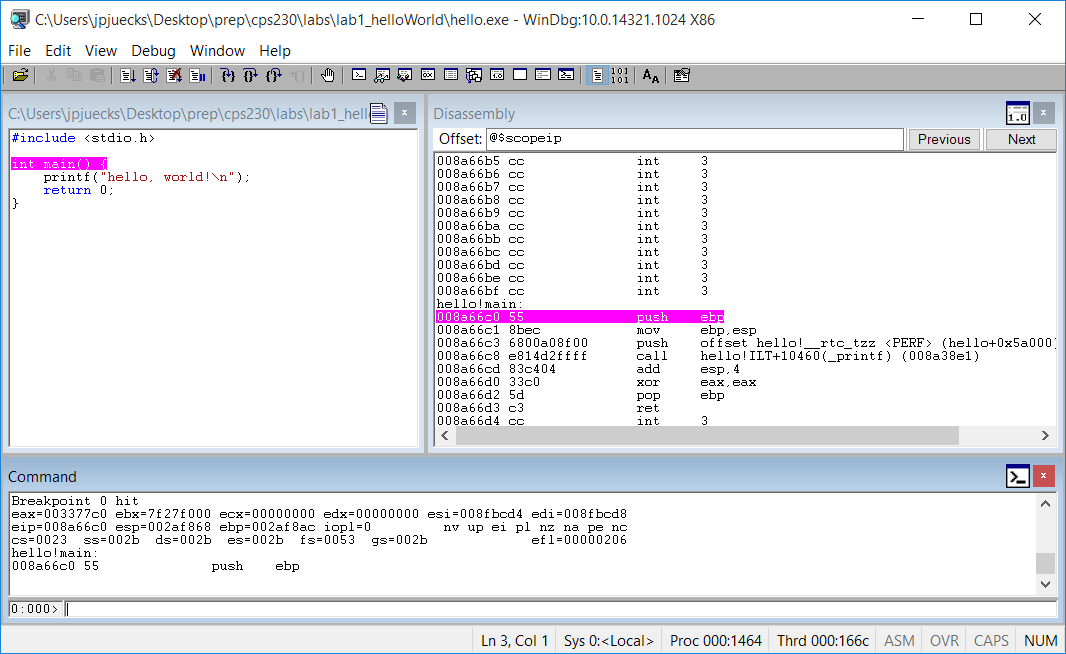 C:\Users\jpjuecks\Desktop\prep\cps230\labs\lab1_helloWorld\hello.exe - WinDbg:10.0.14321.1024 X86
File Edit View Debug Window Help
C:\Users\jpjuecks\Desktop\prep\cps230\labs\lab1_hell
#include <stdio.h>
int main() {
    printf("hello, world!\n");
    return 0;
}
Disassembly
Offset: @$scopeip Previous Next
008a66b5 cc int 3
008a66b6 cc int 3
008a66b7 cc int 3
008a66b8 cc int 3
008a66b9 cc int 3
008a66ba cc int 3
008a66bb cc int 3
008a66bc cc int 3
008a66bd cc int 3
008a66be cc int 3
008a66bf cc int 3
hello!main:
008a66c0 55 push ebp
008a66c1 8bec mov ebp,esp
008a66c3 6800a08f00 push offset hello!__rtc_tzz <PERF> (hello+0x5a000)
008a66c8 e814d2ffff call hello!ILT+10460(_printf) (008a38e1)
008a66cd 83c404 add esp,4
008a66d0 33c0 xor eax,eax
008a66d2 5d pop ebp
008a66d3 c3 ret
008a66d4 cc int 3
Command
Breakpoint 0 hit
eax=003377c0 ebx=7f27f000 ecx=00000000 edx=00000000 esi=008fbcd4 edi=008fbcd8
eip=008a66c0 esp=002af868 ebp=002af8ac iopl=0 nv up ei pl nz na pe nc
cs=0023 ss=002b ds=002b es=002b fs=0053 gs=002b efl=00000206
hello!main:
008a66c0 55 push ebp
0:000>
Ln 3, Col 1 Sys 0:<Local> Proc 000:1464 Thrd 000:166c ASM OVR CAPS NUM